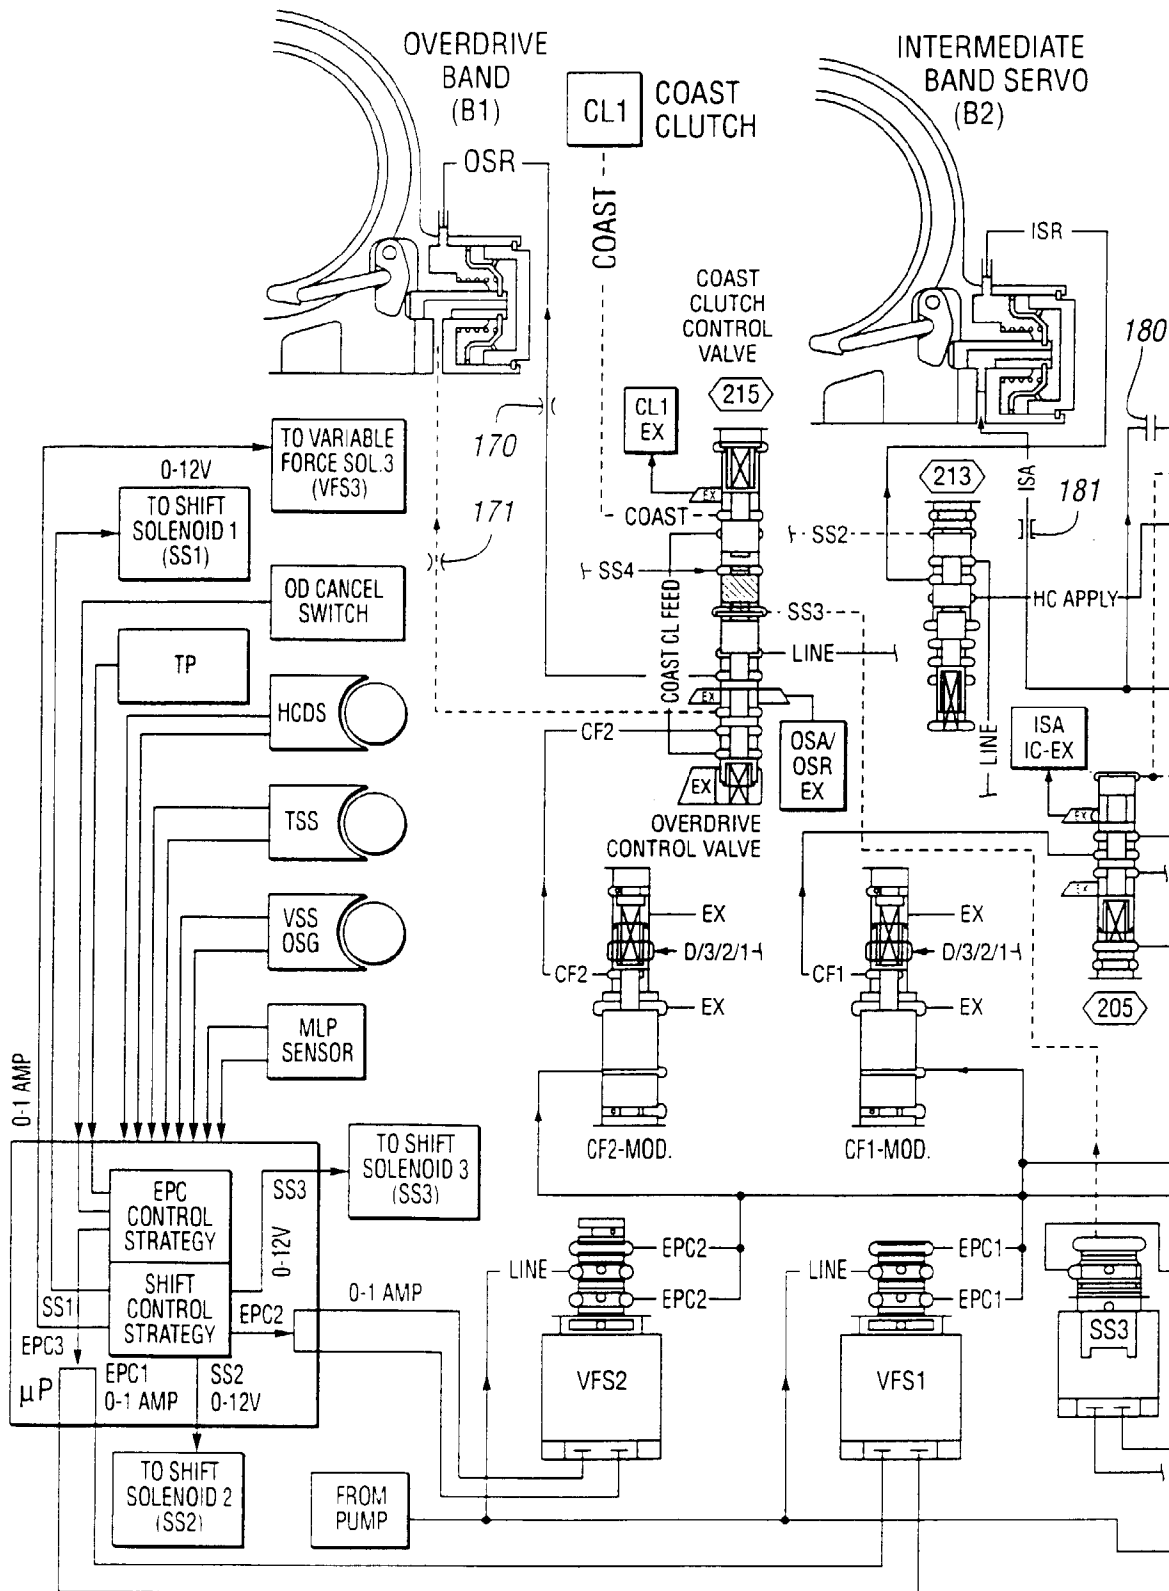 OVERDRIVE
BAND
(B1)
CL1
COAST
CLUTCH
INTERMEDIATE
BAND SERVO
(B2)
OSR
COAST
ISR
COAST
CLUTCH
CONTROL
VALVE
180
215
CL1
EX
170
TO VARIABLE
FORCE SOL.3
(VFS3)
0-12V
TO SHIFT
SOLENOID 1
(SS1)
171
EX
COAST
213
ISA
181
SS2
SS4
OD CANCEL
SWITCH
HC APPLY
SS3
TP
COAST CL FEED
LINE
HCDS
EX
CF2
OSA/
OSR
EX
LINE
ISA
IC-EX
EX
TSS
OVERDRIVE
CONTROL VALVE
EX
EX
VSS
OSG
EX
D/3/2/1
CF2
EX
EX
D/3/2/1
CF1
EX
205
MLP
SENSOR
0-1 AMP
CF2-MOD.
CF1-MOD.
TO SHIFT
SOLENOID 3
(SS3)
EPC
CONTROL
STRATEGY
SS3
0-12V
SHIFT
CONTROL
STRATEGY
SS1
EPC2
0-1 AMP
EPC3
LINE
EPC2
EPC2
LINE
EPC1
EPC1
SS3
μP
EPC1
0-1 AMP
SS2
0-12V
VFS2
VFS1
TO SHIFT
SOLENOID 2
(SS2)
FROM
PUMP